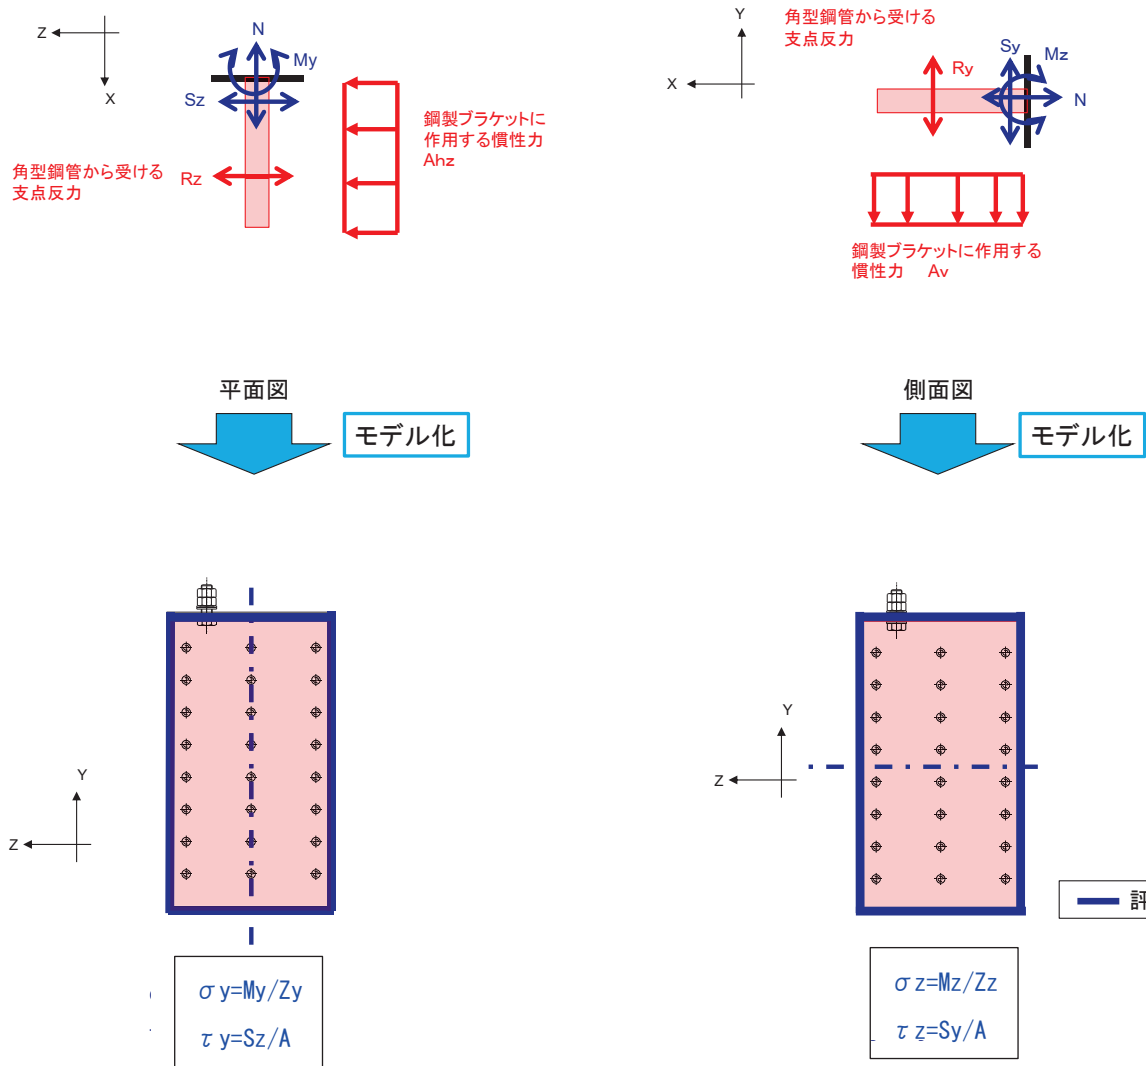 Z
X
N
My
Sz
角型鋼管から受ける
支点反力
Rz
鋼製ブラケットに
作用する慣性力
Ahz
Y
X
角型鋼管から受ける
支点反力
Ry
Sy
Mz
N
鋼製ブラケットに作用する
慣性力 Av
平面図
モデル化
側面図
モデル化
Y
Z
σy=My/Zy
τy=Sz/A
Y
Z
評
σz=Mz/Zz
τz=Sy/A